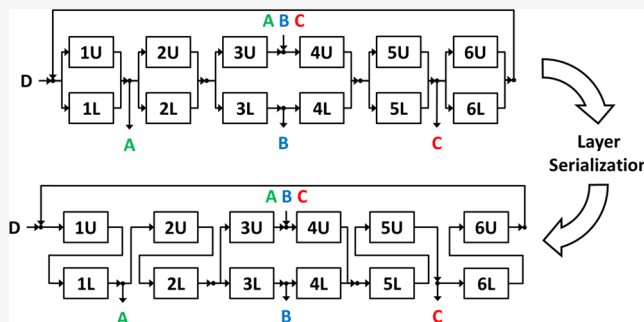 A B C
1U 2U 3U 4U 5U 6U
D
1L 2L 3L 4L 5L 6L
A B C
Layer
Serialization
A B C
D 1U 2U 3U 4U 5U 6U
1L 2L 3L 4L 5L 6L
A B C